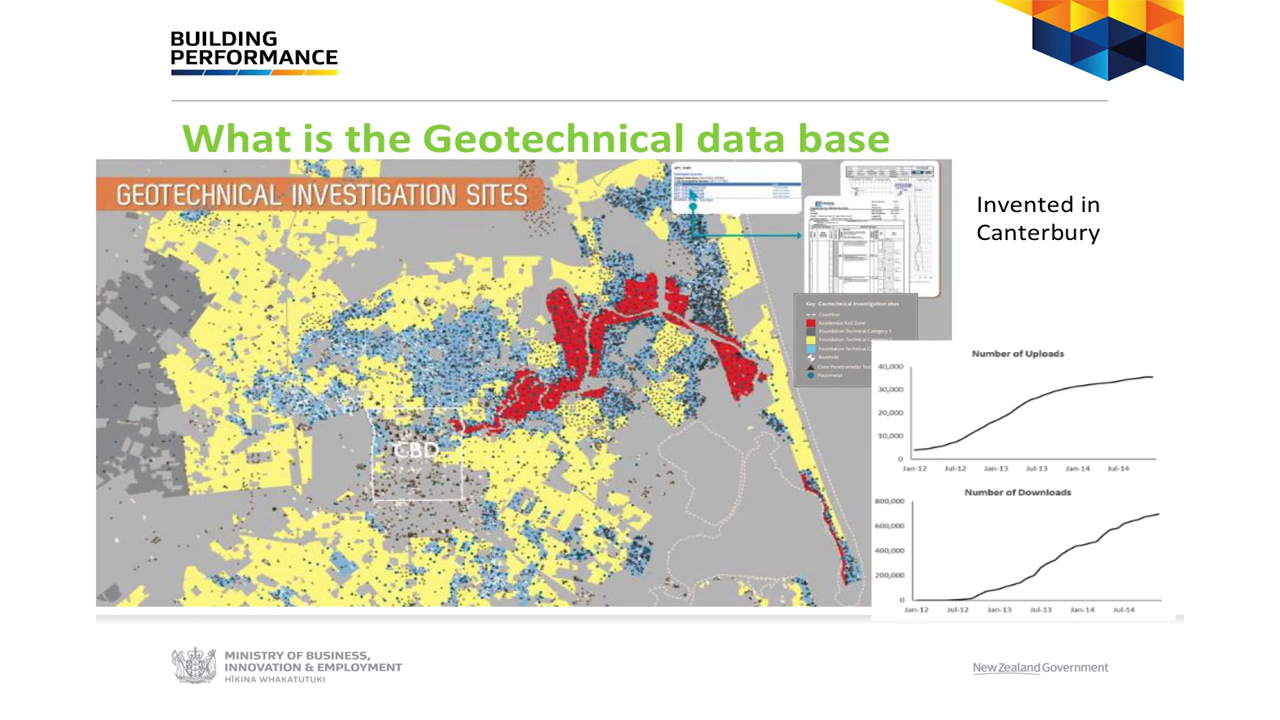 BUILDING
PERFORMANCE
What is the Geotechnical data base
GEOTECHNICAL INVESTIGATION SITES
Invented in
Canterbury
CBD
Key: Geotechnical Investigation sites
Coastline
Residential Red Zone
Foundation Technical Category 1
Foundation Technical
Foundation Technical
Borehole
Cone Penetrometer
Piezometer
Number of Uploads
40,000
30,000
20,000
10,000
0
Jan-12 Jul-12 Jan-13 Jul-13 Jan-14 Jul-14
Number of Downloads
800,000
600,000
400,000
200,000
0
Jan-12 Jul-12 Jan-13 Jul-13 Jan-14 Jul-14
MINISTRY OF BUSINESS,
INNOVATION & EMPLOYMENT
HĪKINA WHAKATUTUKI
New Zealand Government